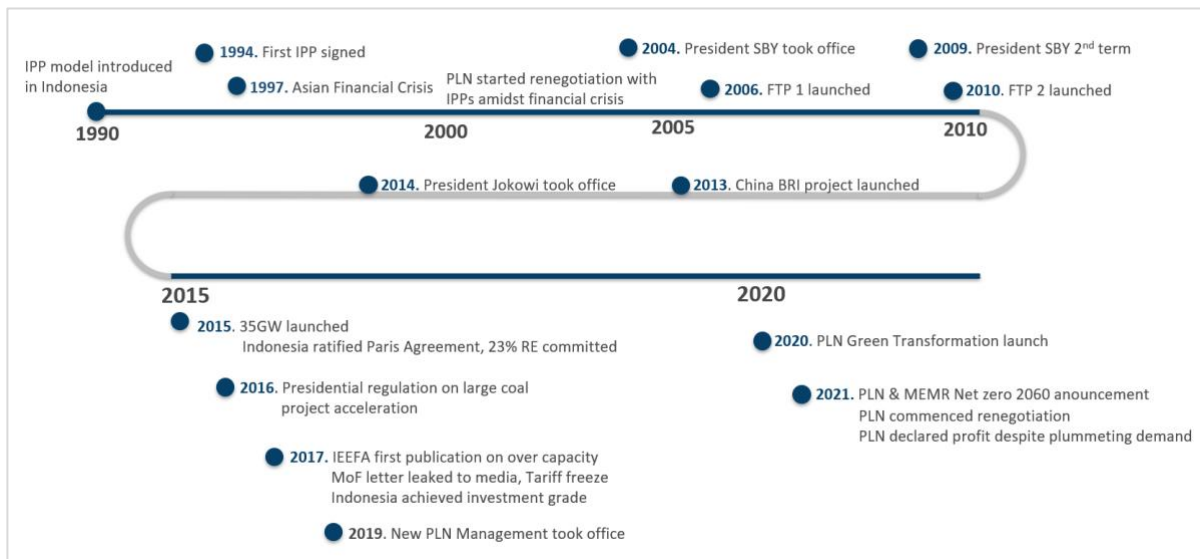 IPP model introduced
in Indonesia
1994. First IPP signed
1997. Asian Financial Crisis
PLN started renegotiation with
IPPs amidst financial crisis
2004. President SBY took office
2006. FTP 1 launched
2009. President SBY 2nd term
2010. FTP 2 launched
1990
2000
2005
2010
2014. President Jokowi took office
2013. China BRI project launched
2015
2020
2015. 35GW launched
Indonesia ratified Paris Agreement, 23% RE committed
2016. Presidential regulation on large coal
project acceleration
2017. IEEFA first publication on over capacity
MoF letter leaked to media, Tariff freeze
Indonesia achieved investment grade
2019. New PLN Management took office
2020. PLN Green Transformation launch
2021. PLN & MEMR Net zero 2060 anouncement
PLN commenced renegotiation
PLN declared profit despite plummeting demand